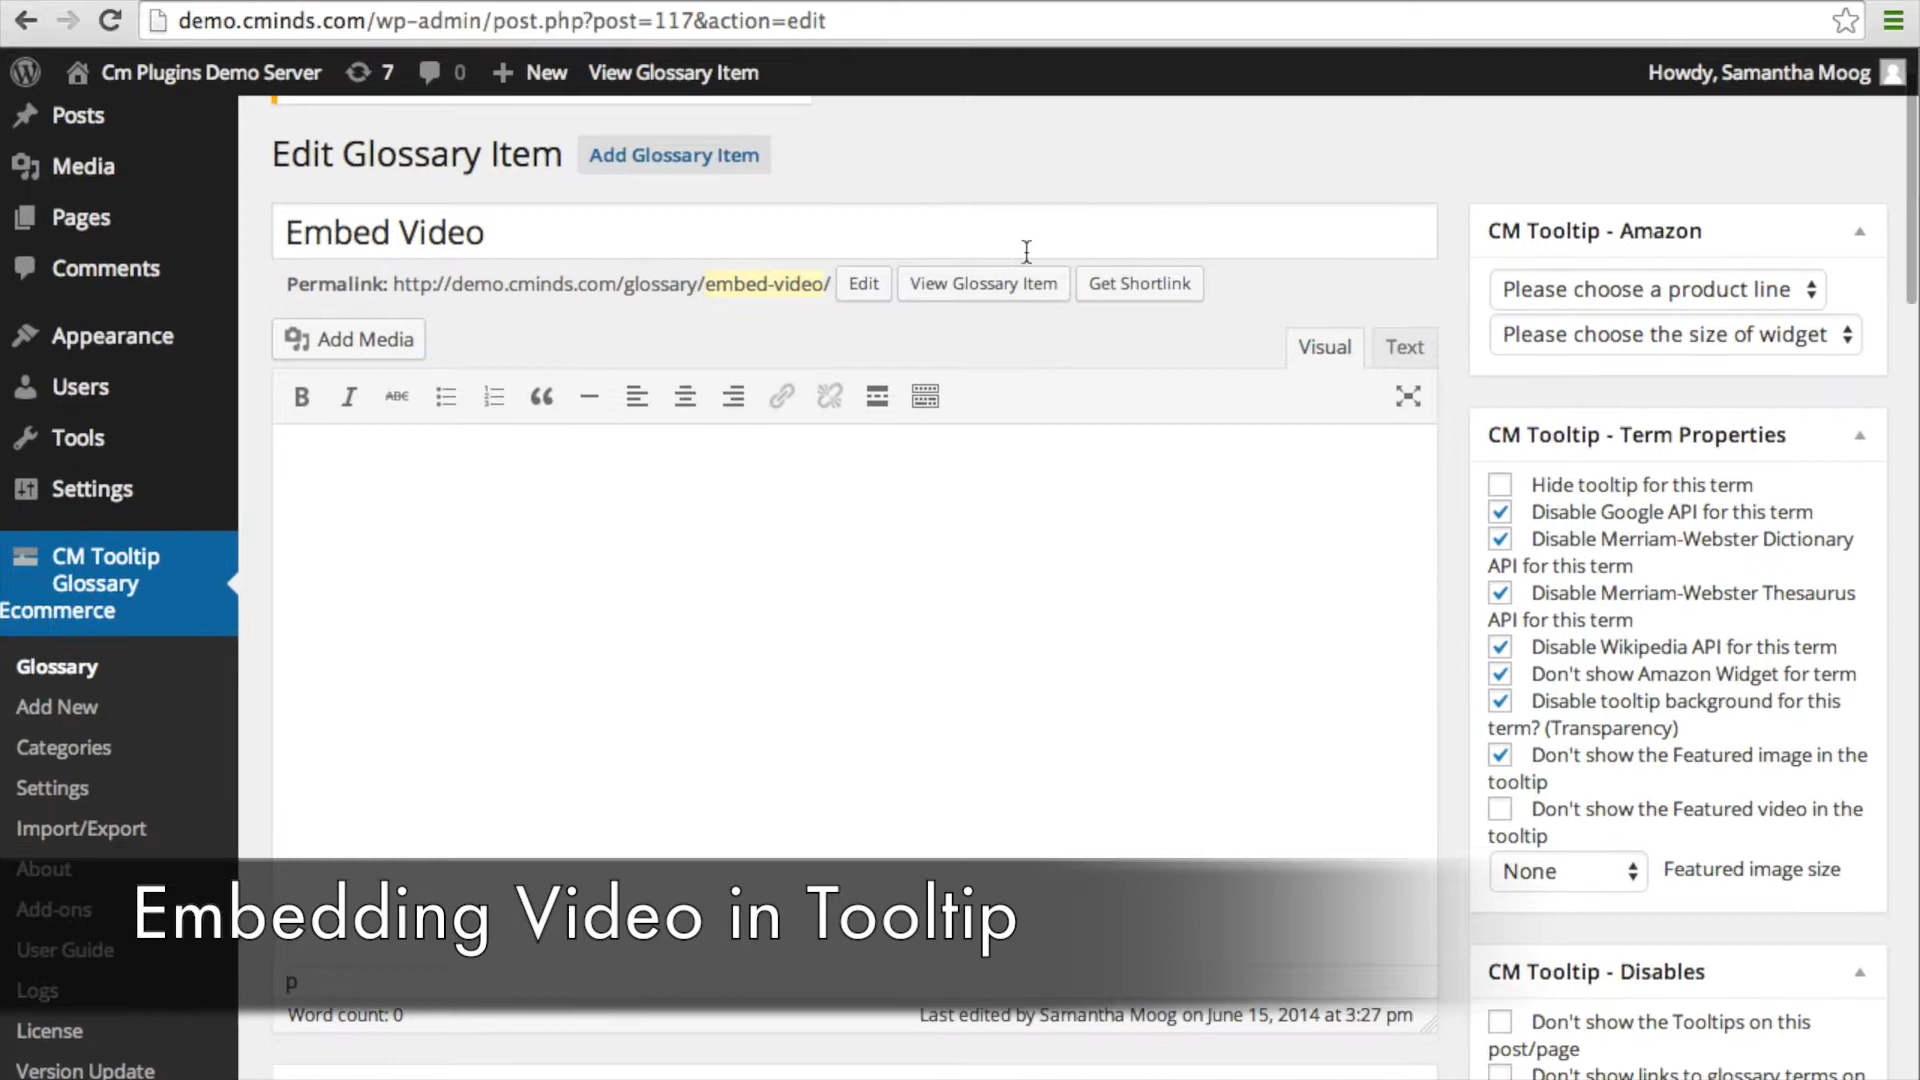 demo.cminds.com/wp-admin/post.php?post=117&action=edit
Cm Plugins Demo Server 7 0 New View Glossary Item Howdy, Samantha Moog
Posts
Media
Pages
Comments
Appearance
Users
Tools
Settings
CM Tooltip
Glossary
Ecommerce
Glossary
Add New
Categories
Settings
Import/Export
About
Add-ons
User Guide
Logs
License
Version Update
Edit Glossary Item Add Glossary Item
Embed Video
Permalink: http://demo.cminds.com/glossary/embed-video/ Edit View Glossary Item Get Shortlink
Add Media Visual Text
B I ABC
p
Word count: 0 Last edited by Samantha Moog on June 15, 2014 at 3:27 pm
Embedding Video in Tooltip
CM Tooltip - Amazon
Please choose a product line
Please choose the size of widget
CM Tooltip - Term Properties
Hide tooltip for this term
Disable Google API for this term
Disable Merriam-Webster Dictionary
API for this term
Disable Merriam-Webster Thesaurus
API for this term
Disable Wikipedia API for this term
Don't show Amazon Widget for term
Disable tooltip background for this
term? (Transparency)
Don't show the Featured image in the
tooltip
Don't show the Featured video in the
tooltip
None Featured image size
CM Tooltip - Disables
Don't show the Tooltips on this
post/page
Don't show links to glossary terms on